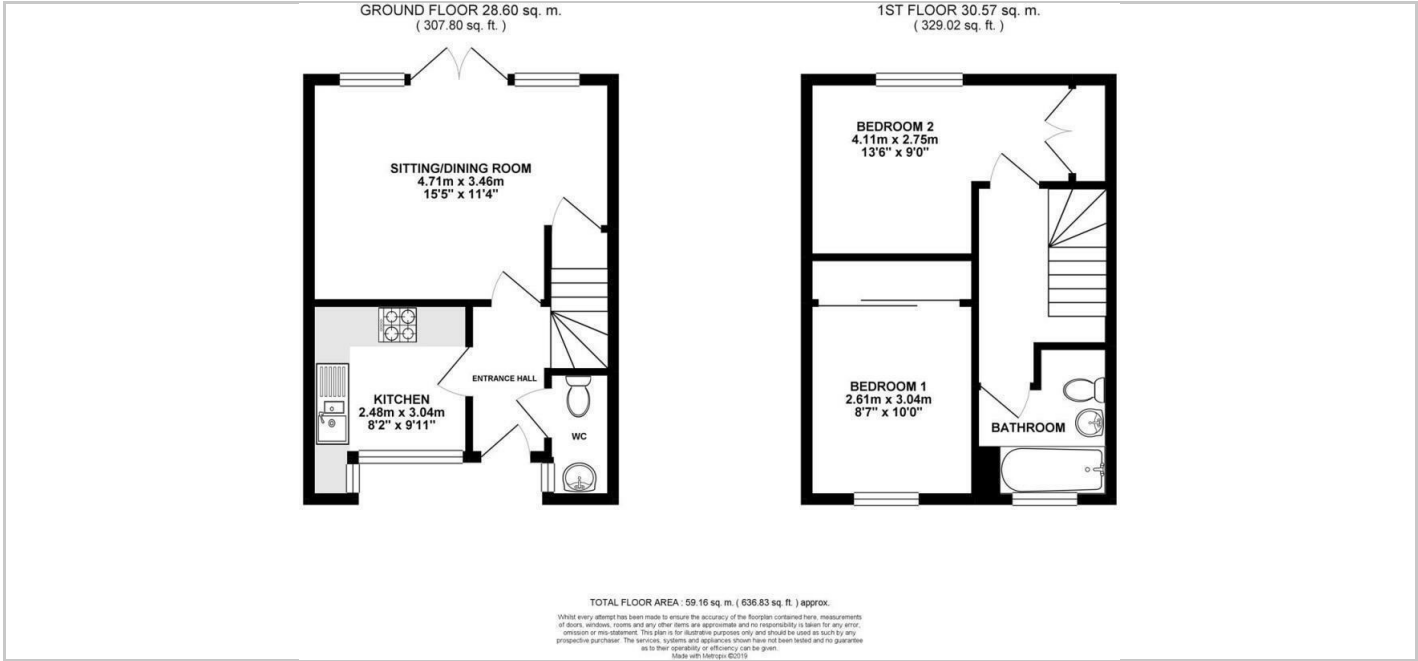 GROUND FLOOR 28.60 sq. m.
( 307.80 sq. ft. )
SITTING/DINING ROOM
4.71m x 3.46m
15'5" x 11'4"
KITCHEN
2.48m x 3.04m
8'2" x 9'11"
ENTRANCE HALL
WC
1ST FLOOR 30.57 sq. m.
( 329.02 sq. ft. )
BEDROOM 2
4.11m x 2.75m
13'6" x 9'0"
BEDROOM 1
2.61m x 3.04m
8'7" x 10'0"
BATHROOM
TOTAL FLOOR AREA : 59.16 sq. m. ( 636.83 sq. ft. ) approx.
Whilst every attempt has been made to ensure the accuracy of the floorplan contained here, measurements
of doors, windows, rooms and any other items are approximate and no responsibility is taken for any error,
omission or mis-statement. This plan is for illustrative purposes only and should be used as such by any
prospective purchaser. The services, systems and appliances shown have not been tested and no guarantee
as to their operability or efficiency can be given.
Made with Metropix ©2019